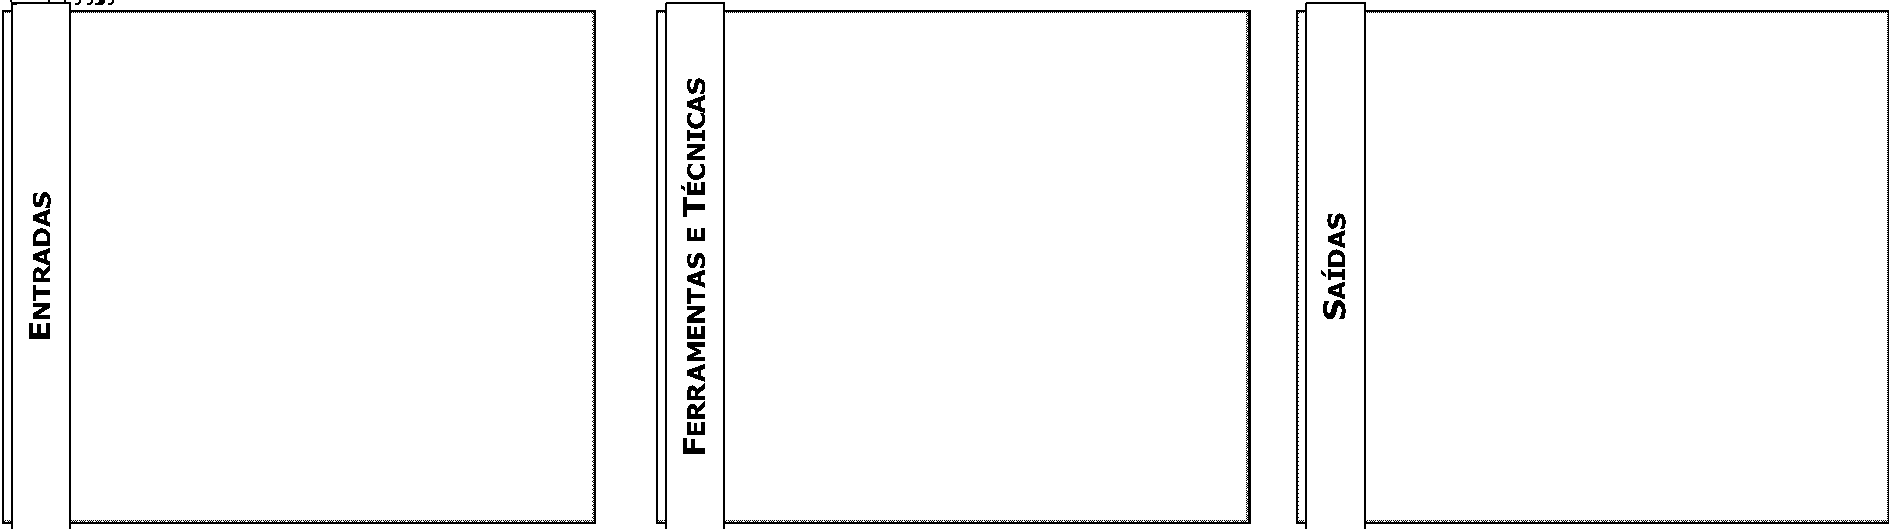 ENTRADAS
FERRAMENTAS E TÉCNICAS
SAÍDAS